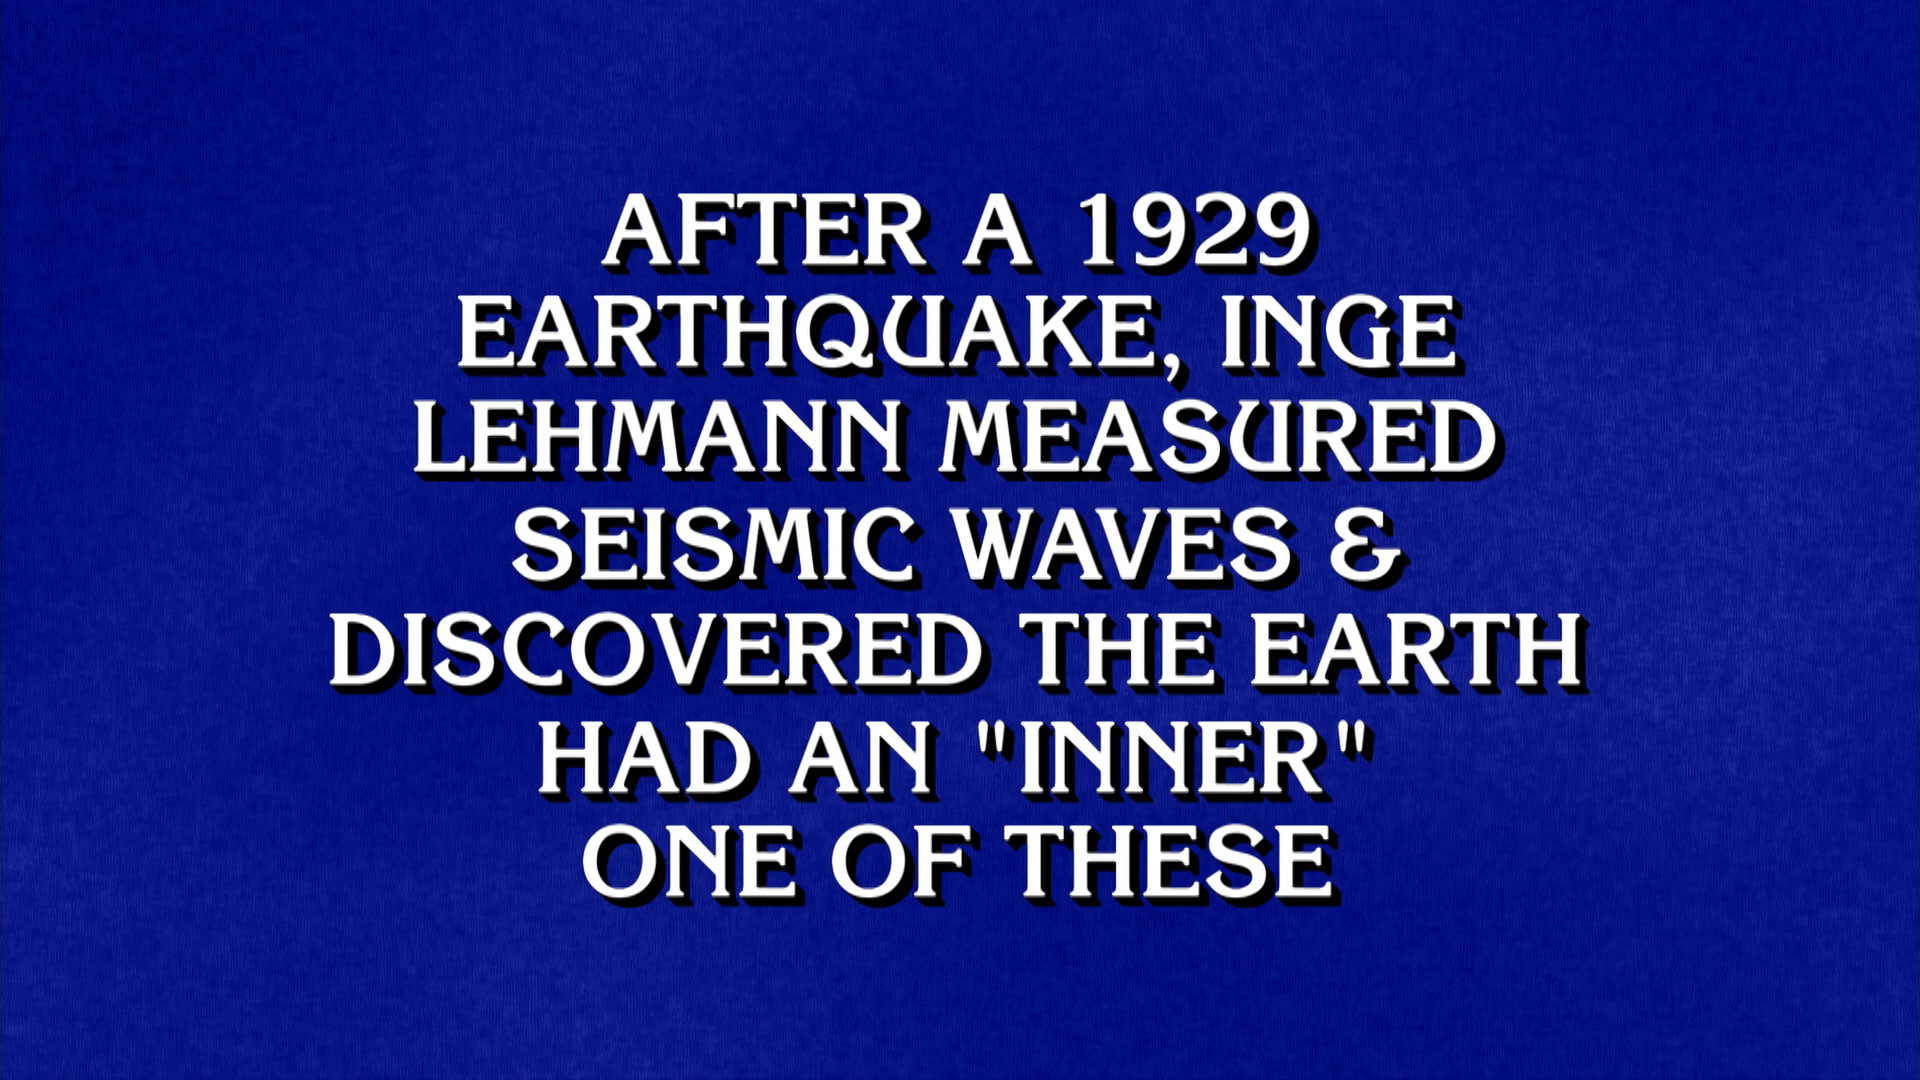 AFTER A 1929
EARTHQUAKE, INGE
LEHMANN MEASURED
SEISMIC WAVES &
DISCOVERED THE EARTH
HAD AN "INNER"
ONE OF THESE